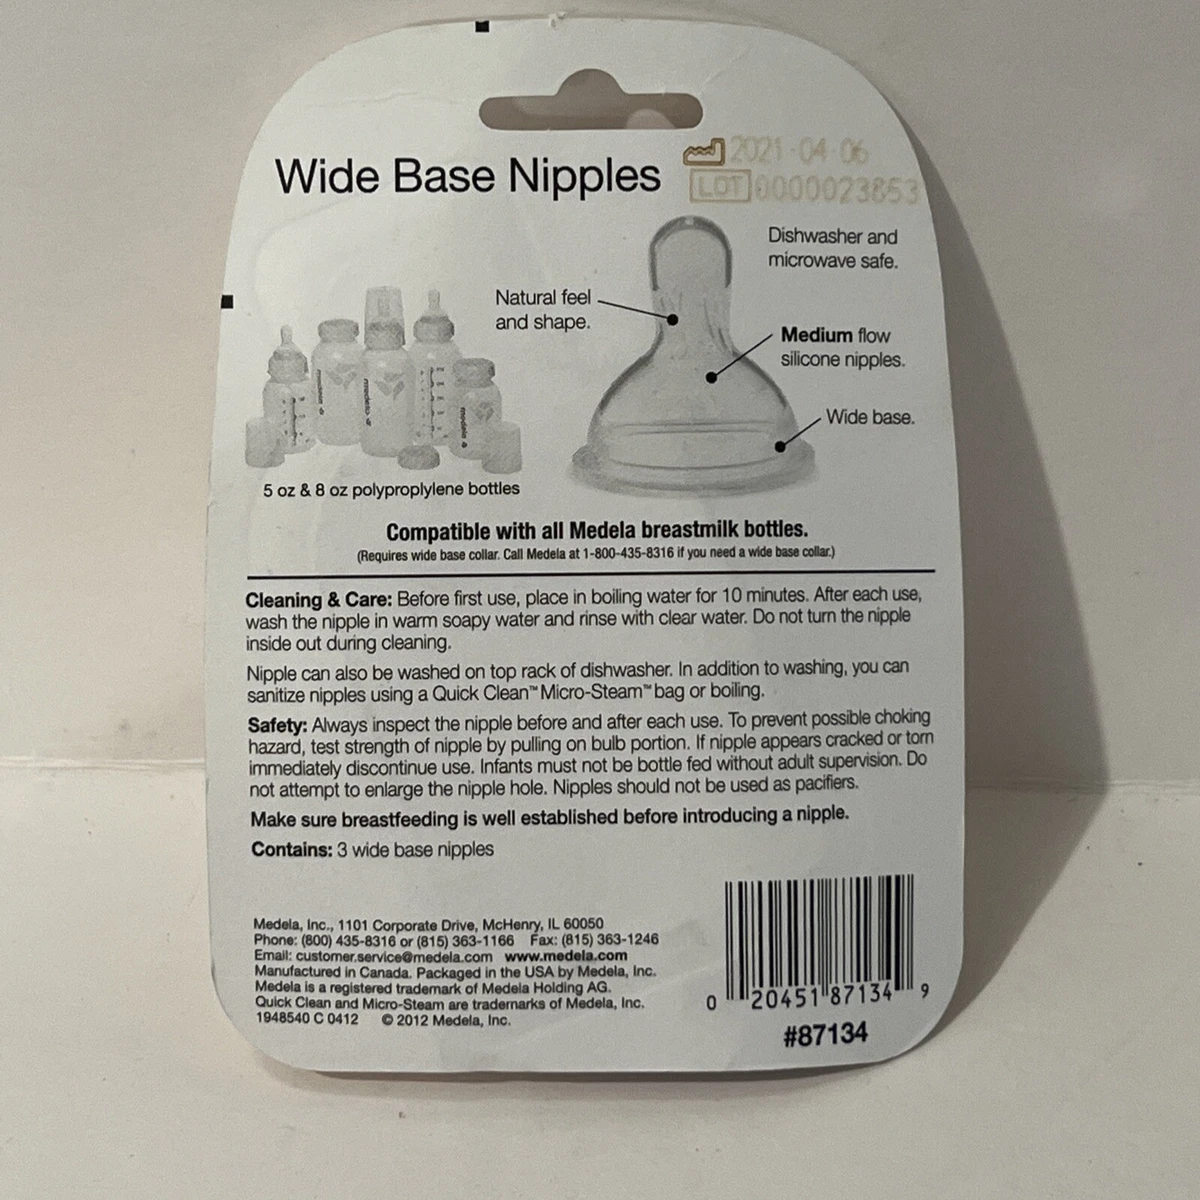 Wide Base Nipples
2021-04-06
LOT 0000023853
Dishwasher and
microwave safe.
Natural feel
and shape.
Medium flow
silicone nipples.
Wide base.
medela
medela
medela
5 oz & 8 oz polyproplylene bottles
Compatible with all Medela breastmilk bottles.
(Requires wide base collar. Call Medela at 1-800-435-8316 if you need a wide base collar.)
Cleaning & Care: Before first use, place in boiling water for 10 minutes. After each use,
wash the nipple in warm soapy water and rinse with clear water. Do not turn the nipple
inside out during cleaning.
Nipple can also be washed on top rack of dishwasher. In addition to washing, you can
sanitize nipples using a Quick Clean™ Micro-Steam™ bag or boiling.
Safety: Always inspect the nipple before and after each use. To prevent possible choking
hazard, test strength of nipple by pulling on bulb portion. If nipple appears cracked or torn
immediately discontinue use. Infants must not be bottle fed without adult supervision. Do
not attempt to enlarge the nipple hole. Nipples should not be used as pacifiers.
Make sure breastfeeding is well established before introducing a nipple.
Contains: 3 wide base nipples
Medela, Inc., 1101 Corporate Drive, McHenry, IL 60050
Phone: (800) 435-8316 or (815) 363-1166 Fax: (815) 363-1246
Email: customer.service@medela.com www.medela.com
Manufactured in Canada. Packaged in the USA by Medela, Inc.
Medela is a registered trademark of Medela Holding AG.
Quick Clean and Micro-Steam are trademarks of Medela, Inc.
1948540 C 0412 © 2012 Medela, Inc.
0 20451 87134 9
#87134